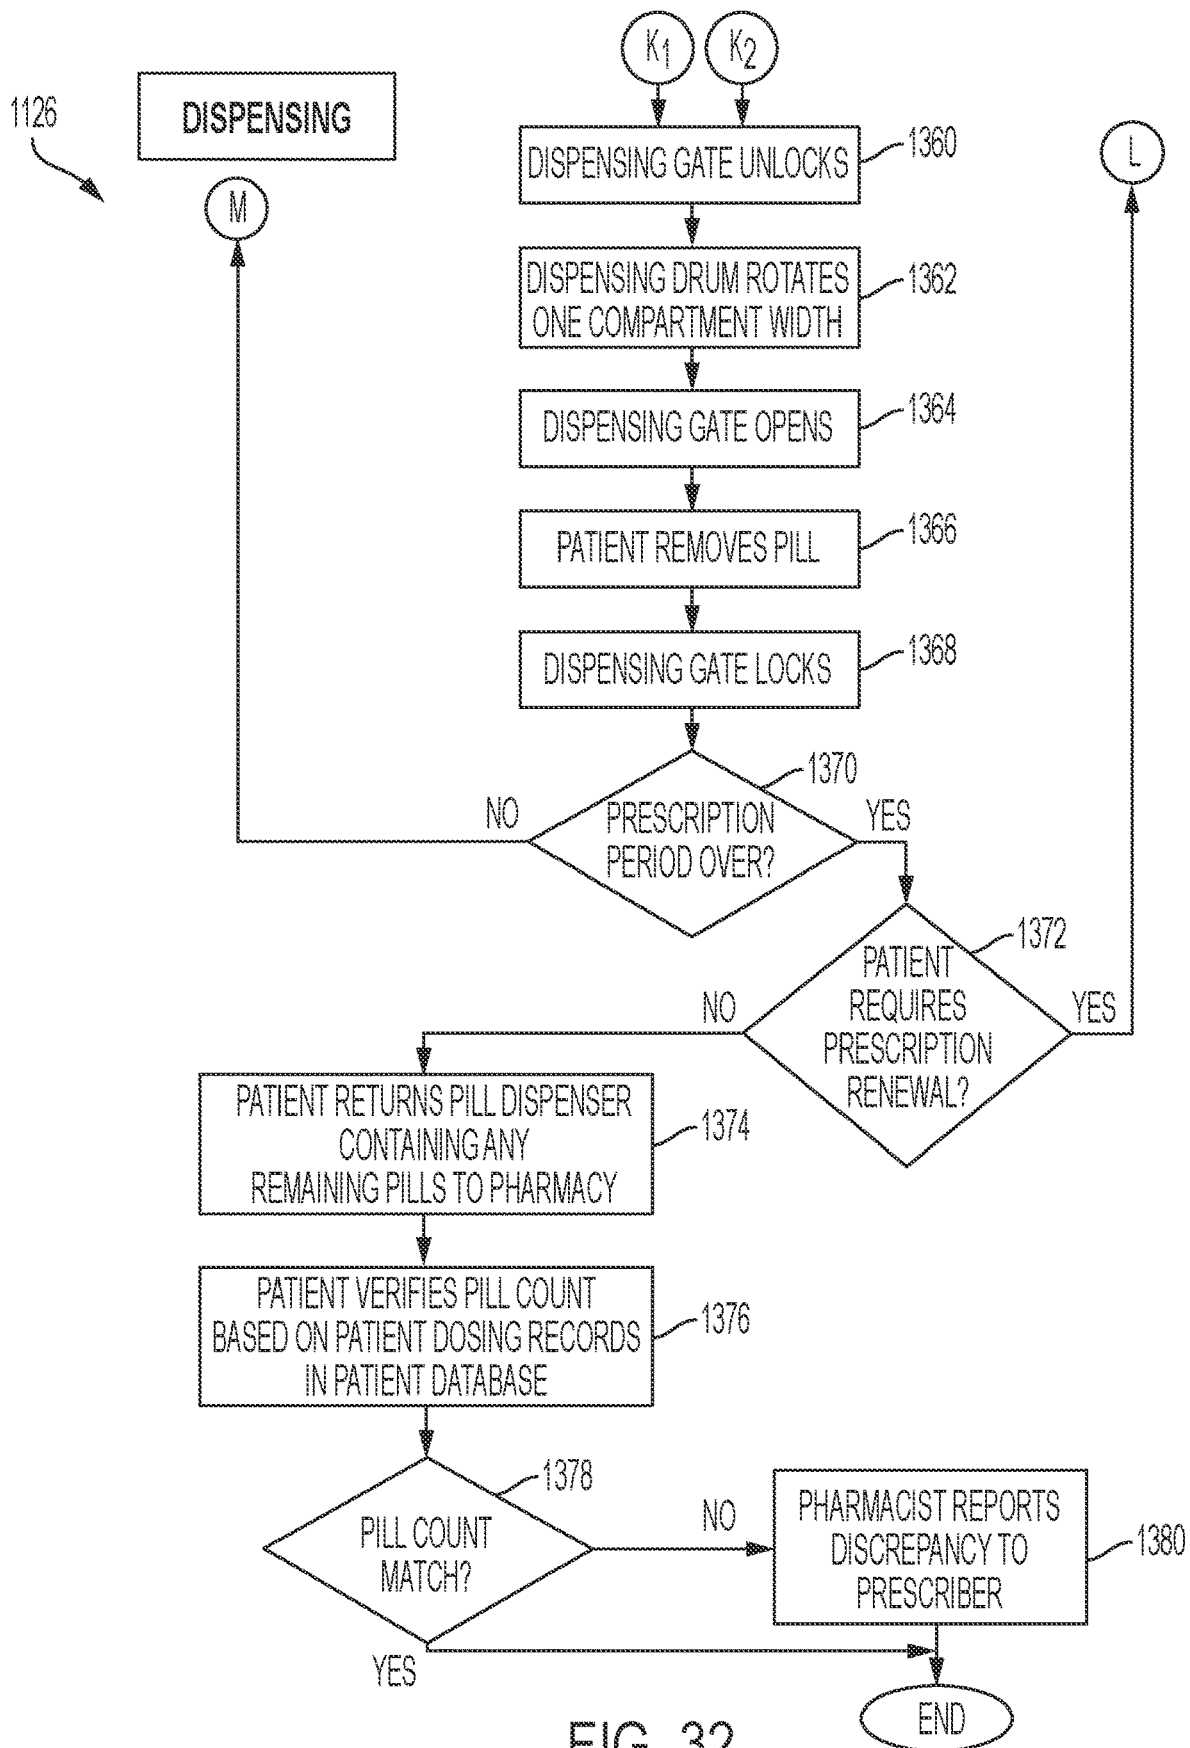 K1
K2
1126
DISPENSING
DISPENSING GATE UNLOCKS
1360
L
M
DISPENSING DRUM ROTATES
ONE COMPARTMENT WIDTH
1362
DISPENSING GATE OPENS
1364
PATIENT REMOVES PILL
1366
DISPENSING GATE LOCKS
1368
1370
NO
PRESCRIPTION
PERIOD OVER?
YES
1372
NO
PATIENT
REQUIRES
PRESCRIPTION
RENEWAL?
YES
PATIENT RETURNS PILL DISPENSER
CONTAINING ANY
REMAINING PILLS TO PHARMACY
1374
PATIENT VERIFIES PILL COUNT
BASED ON PATIENT DOSING RECORDS
IN PATIENT DATABASE
1376
1378
PILL COUNT
MATCH?
NO
PHARMACIST REPORTS
DISCREPANCY TO
PRESCRIBER
1380
YES
END
FIG. 32